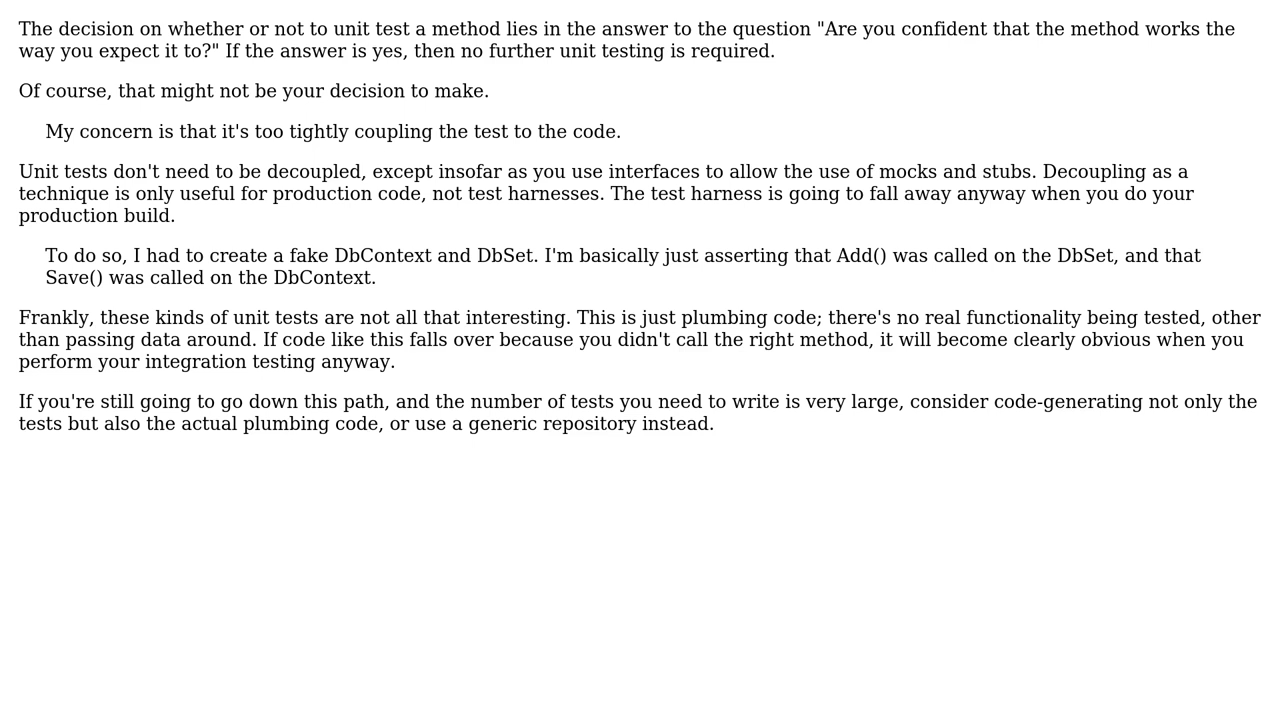 The decision on whether or not to unit test a method lies in the answer to the question "Are you confident that the method works the
way you expect it to?" If the answer is yes, then no further unit testing is required.
Of course, that might not be your decision to make.
My concern is that it's too tightly coupling the test to the code.
Unit tests don't need to be decoupled, except insofar as you use interfaces to allow the use of mocks and stubs. Decoupling as a
technique is only useful for production code, not test harnesses. The test harness is going to fall away anyway when you do your
production build.
To do so, I had to create a fake DbContext and DbSet. I'm basically just asserting that Add() was called on the DbSet, and that
Save() was called on the DbContext.
Frankly, these kinds of unit tests are not all that interesting. This is just plumbing code; there's no real functionality being tested, other
than passing data around. If code like this falls over because you didn't call the right method, it will become clearly obvious when you
perform your integration testing anyway.
If you're still going to go down this path, and the number of tests you need to write is very large, consider code-generating not only the
tests but also the actual plumbing code, or use a generic repository instead.